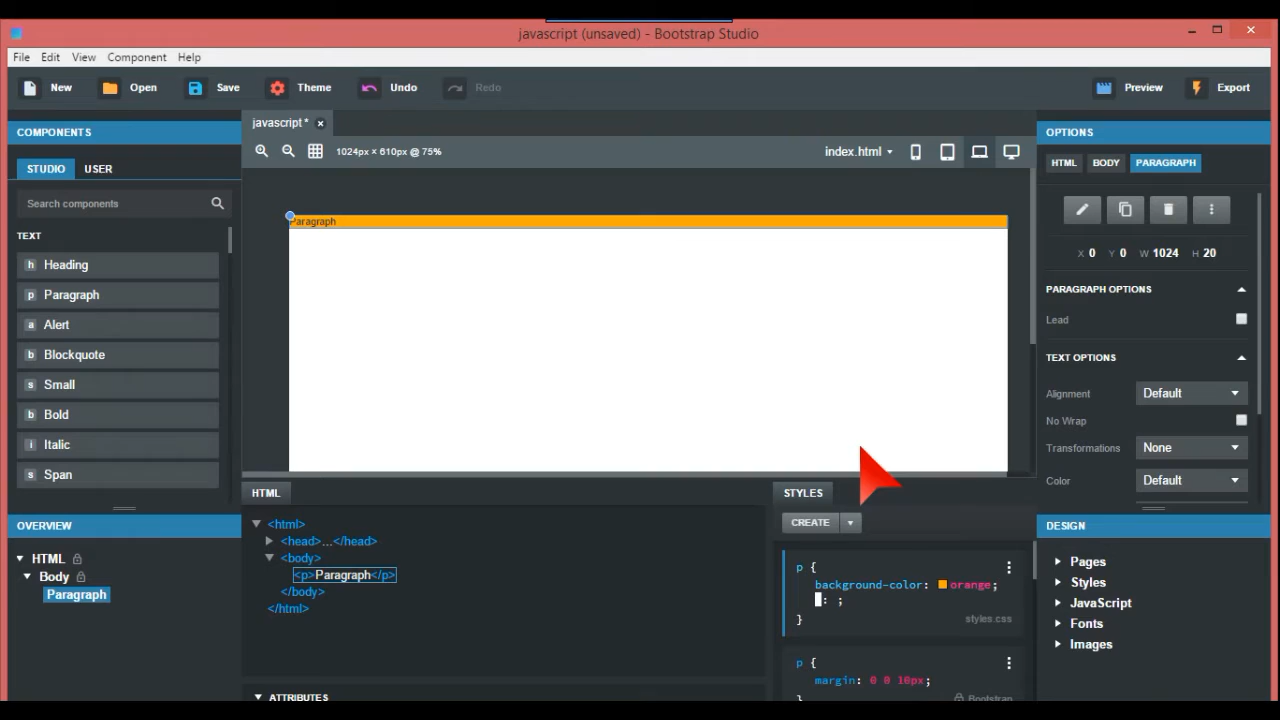 javascript (unsaved) - Bootstrap Studio
File Edit View Component Help
New Open Save Theme Undo Redo Preview Export
COMPONENTS
STUDIO USER
Search components
TEXT
h Heading
p Paragraph
a Alert
b Blockquote
s Small
b Bold
i Italic
s Span
OVERVIEW
HTML
Body
Paragraph
javascript *
1024px × 610px @ 75%
index.html
Paragraph
HTML
<html>
<head>...</head>
<body>
<p>Paragraph</p>
</body>
</html>
ATTRIBUTES
STYLES
CREATE
p {
background-color: orange;
: ;
}
styles.css
p {
margin: 0 0 10px;
}
Bootstrap
OPTIONS
HTML BODY PARAGRAPH
X 0 Y 0 W 1024 H 20
PARAGRAPH OPTIONS
Lead
TEXT OPTIONS
Alignment Default
No Wrap
Transformations None
Color Default
DESIGN
Pages
Styles
JavaScript
Fonts
Images